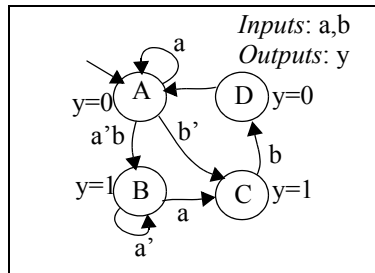 Inputs: a,b
Outputs: y
a
A
D
y=0
y=0
a'b
b'
b
y=1
B
C
y=1
a
a'